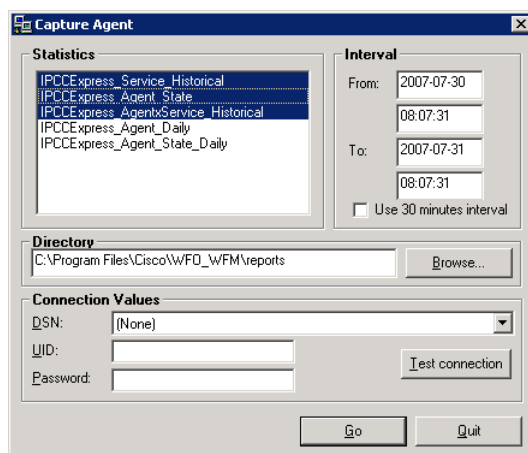 Capture Agent
Statistics
IPCCExpress_Service_Historical
IPCCExpress_Agent_State
IPCCExpress_AgentxService_Historical
IPCCExpress_Agent_Daily
IPCCExpress_Agent_State_Daily
Interval
From: 2007-07-30
08:07:31
To: 2007-07-31
08:07:31
Use 30 minutes interval
Directory
C:\Program Files\Cisco\WFO_WFM\reports
Browse...
Connection Values
DSN: (None)
UID:
Password:
Test connection
Go
Quit